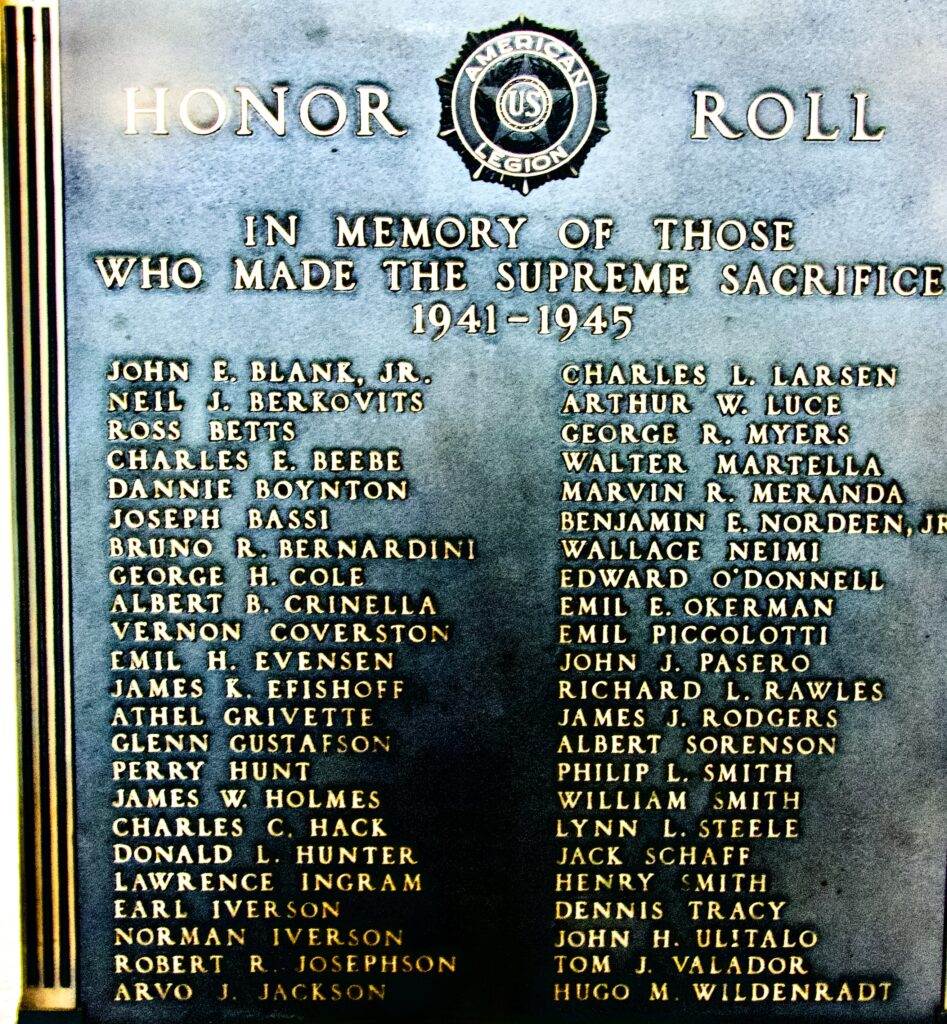 HONOR ROLL
AMERICAN
US
LEGION
IN MEMORY OF THOSE
WHO MADE THE SUPREME SACRIFICE
1941-1945
JOHN E. BLANK, JR.
NEIL J. BERKOVITS
ROSS BETTS
CHARLES E. BEEBE
DANNIE BOYNTON
JOSEPH BASSI
BRUNO R. BERNARDINI
GEORGE H. COLE
ALBERT B. CRINELLA
VERNON COVERSTON
EMIL H. EVENSEN
JAMES K. EFISHOFF
ATHEL GRIVETTE
GLENN GUSTAFSON
PERRY HUNT
JAMES W. HOLMES
CHARLES C. HACK
DONALD L. HUNTER
LAWRENCE INGRAM
EARL IVERSON
NORMAN IVERSON
ROBERT R. JOSEPHSON
ARVO J. JACKSON
CHARLES L. LARSEN
ARTHUR W. LUCE
GEORGE R. MYERS
WALTER MARTELLA
MARVIN R. MERANDA
BENJAMIN E. NORDEEN, JR
WALLACE NEIMI
EDWARD O'DONNELL
EMIL E. OKERMAN
EMIL PICCOLOTTI
JOHN J. PASERO
RICHARD L. RAWLES
JAMES J. RODGERS
ALBERT SORENSON
PHILIP L. SMITH
WILLIAM SMITH
LYNN L. STEELE
JACK SCHAFF
HENRY SMITH
DENNIS TRACY
JOHN H. ULITALO
TOM J. VALADOR
HUGO M. WILDENRADT